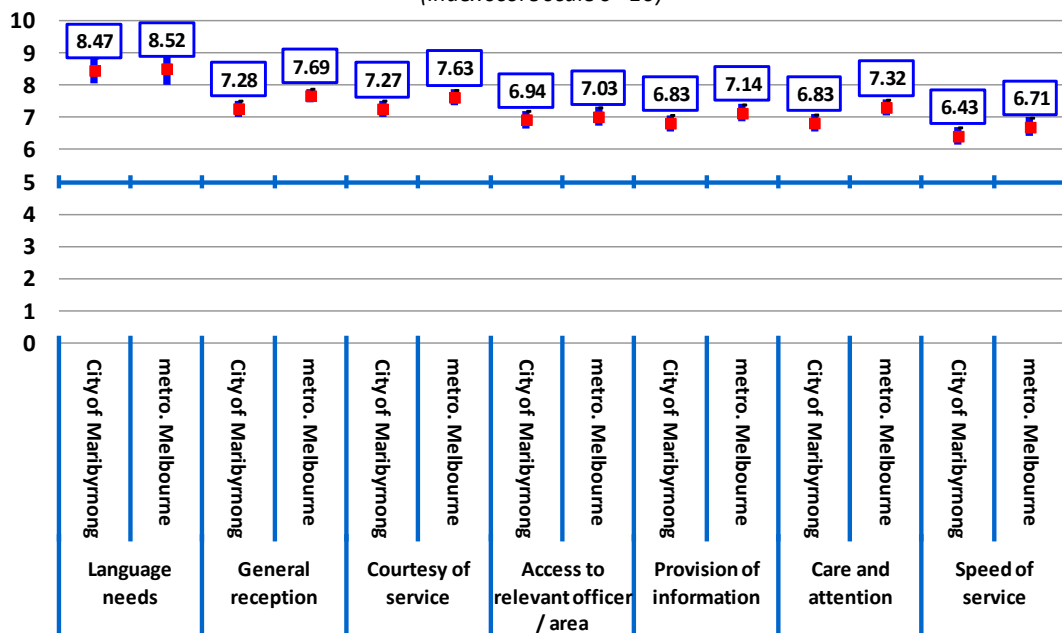 10
9
8
7
6
5
4
3
2
1
0
8.47
8.52
7.28
7.69
7.27
7.63
6.94
7.03
6.83
7.14
6.83
7.32
6.43
6.71
City of Maribyrnong
metro. Melbourne
City of Maribyrnong
metro. Melbourne
City of Maribyrnong
metro. Melbourne
City of Maribyrnong
metro. Melbourne
City of Maribyrnong
metro. Melbourne
City of Maribyrnong
metro. Melbourne
City of Maribyrnong
metro. Melbourne
Language
needs
General
reception
Courtesy of
service
Access to
relevant officer
/ area
Provision of
information
Care and
attention
Speed of
service